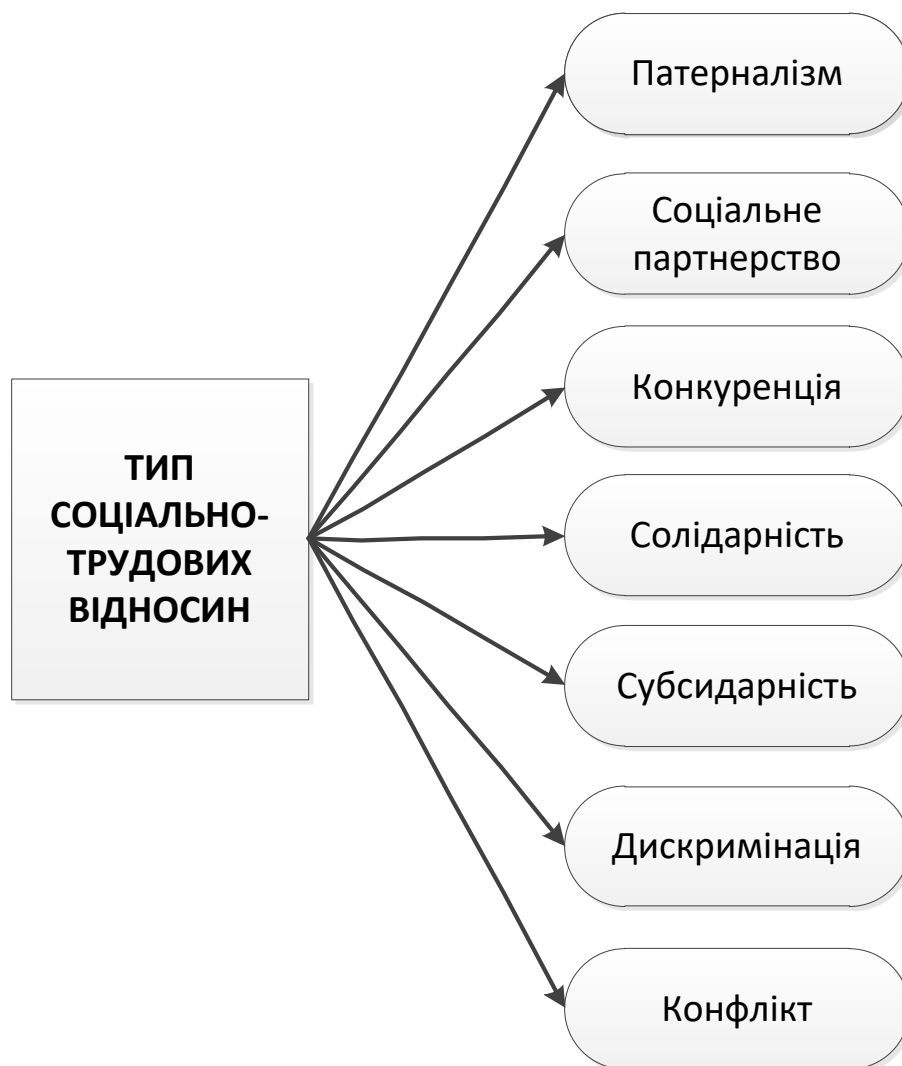 Патерналізм
Соціальне
партнерство
Конкуренція
ТИП
СОЦІАЛЬНО-
ТРУДОВИХ
ВІДНОСИН
Солідарність
Субсидарність
Дискримінація
Конфлікт